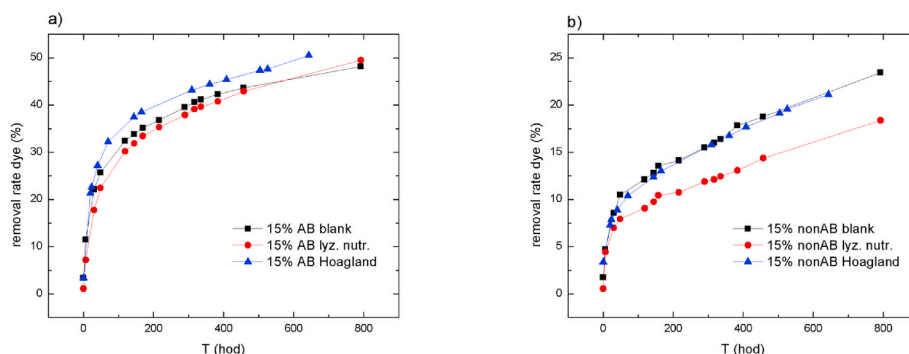 a)
removal rate dye (%)
50
40
30
20
10
0
15% AB blank
15% AB lyz. nutr.
15% AB Hoagland
0 200 400 600 800
T (hod)
b)
removal rate dye (%)
25
20
15
10
5
0
15% nonAB blank
15% nonAB lyz. nutr.
15% nonAB Hoagland
0 200 400 600 800
T (hod)